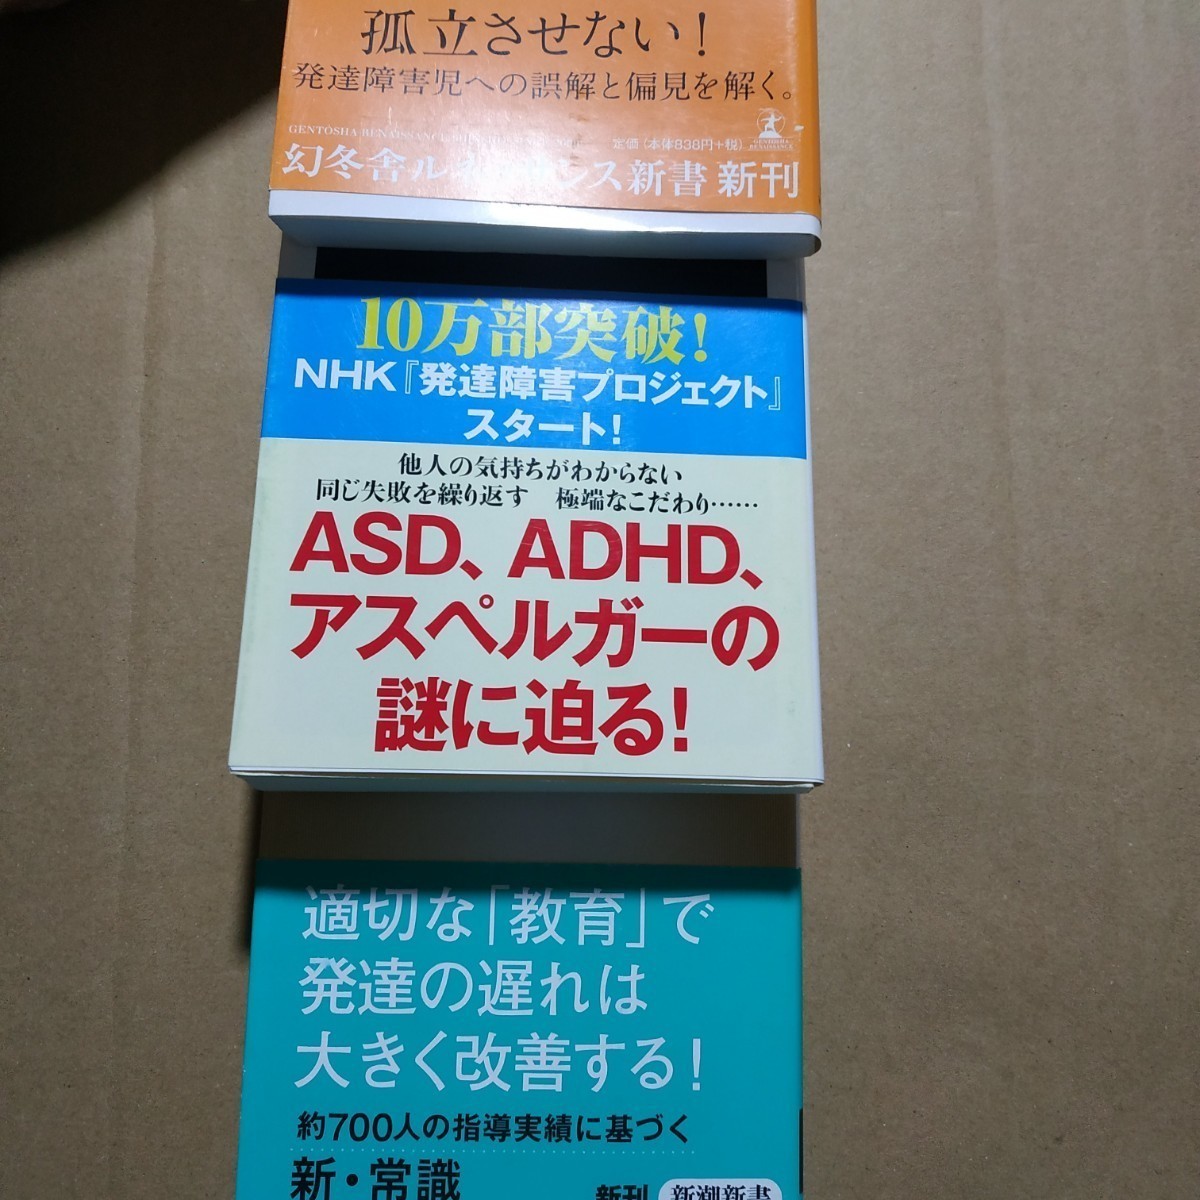 孤立させない!
発達障害児への誤解と偏見を解く。
GENTOSHA RENAISSANCE
定価(本体838円+税)
GENTOSHA
RENAISSANCE
幻冬舎ルネッサンス新書 新刊
10万部突破!
NHK『発達障害プロジェクト』
スタート!
他人の気持ちがわからない
同じ失敗を繰り返す 極端なこだわり……
ASD、ADHD、
アスペルガーの
謎に迫る!
適切な「教育」で
発達の遅れは
大きく改善する!
約700人の指導実績に基づく
新・常識
新刊 新潮新書